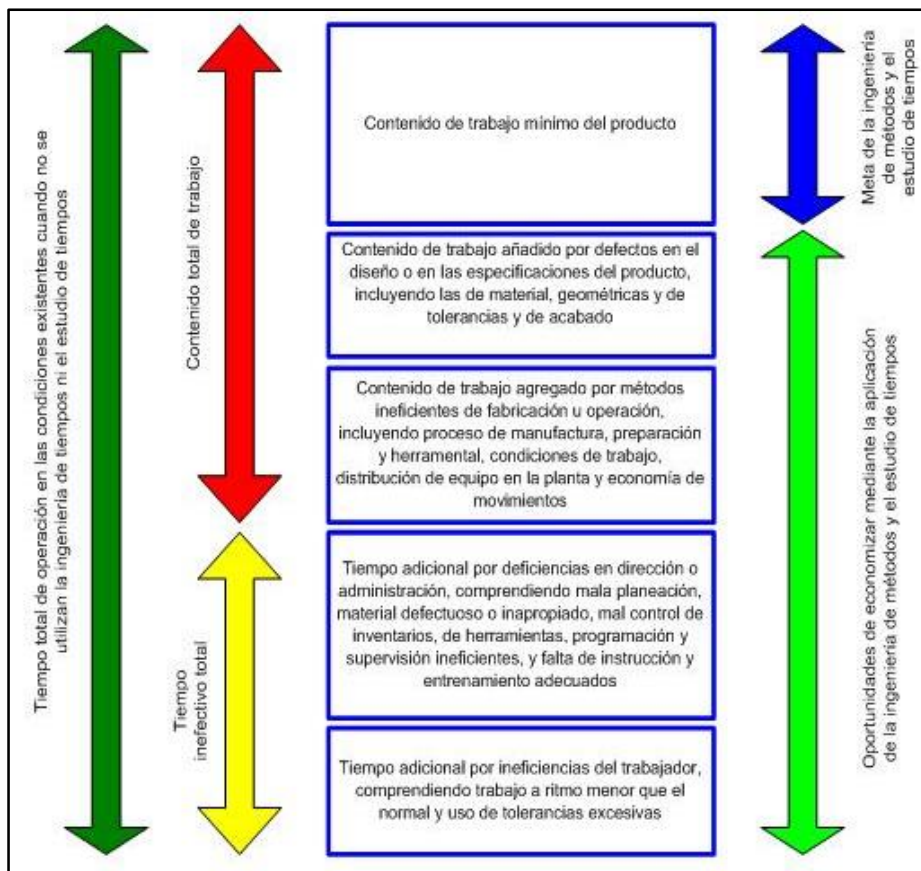 Tiempo total de operación en las condiciones existentes cuando no se
utilizan la ingeniería de tiempos ni el estudio de tiempos
Contenido total de trabajo
Tiempo
inefectivo total
Contenido de trabajo mínimo del producto
Contenido de trabajo añadido por defectos en el
diseño o en las especificaciones del producto,
incluyendo las de material, geométricas y de
tolerancias y de acabado
Contenido de trabajo agregado por métodos
ineficientes de fabricación u operación,
incluyendo proceso de manufactura, preparación
y herramental, condiciones de trabajo,
distribución de equipo en la planta y economía de
movimientos
Tiempo adicional por deficiencias en dirección o
administración, comprendiendo mala planeación,
material defectuoso o inapropiado, mal control de
inventarios, de herramientas, programación y
supervisión ineficientes, y falta de instrucción y
entrenamiento adecuados
Tiempo adicional por ineficiencias del trabajador,
comprendiendo trabajo a ritmo menor que el
normal y uso de tolerancias excesivas
Meta de la ingeniería
de métodos y el
estudio de tiempos
Oportunidades de economizar mediante la aplicación
de la ingeniería de métodos y el estudio de tiempos